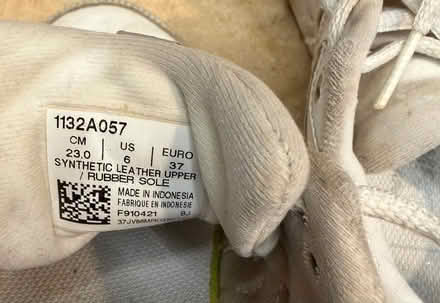 1132A057
CM | US | EURO
23.0 | 6 | 37
SYNTHETIC LEATHER UPPER
/ RUBBER SOLE
MADE IN INDONESIA
FABRIQUE EN INDONESIE
F910421 BJ